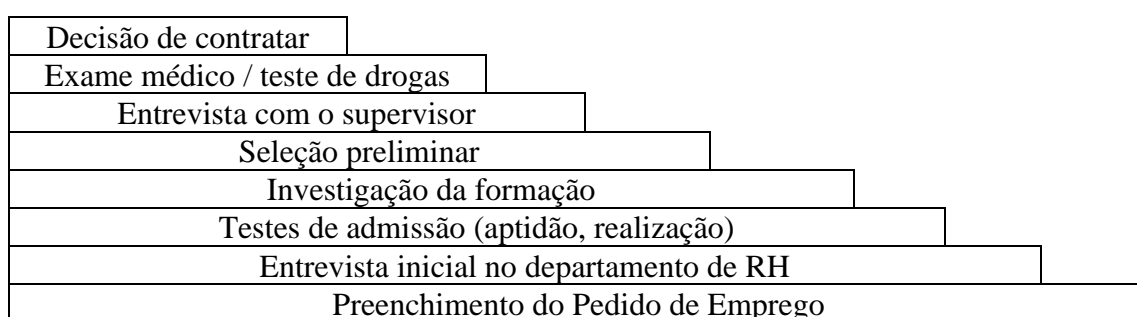 Decisão de contratar
Exame médico / teste de drogas
Entrevista com o supervisor
Seleção preliminar
Investigação da formação
Testes de admissão (aptidão, realização)
Entrevista inicial no departamento de RH
Preenchimento do Pedido de Emprego